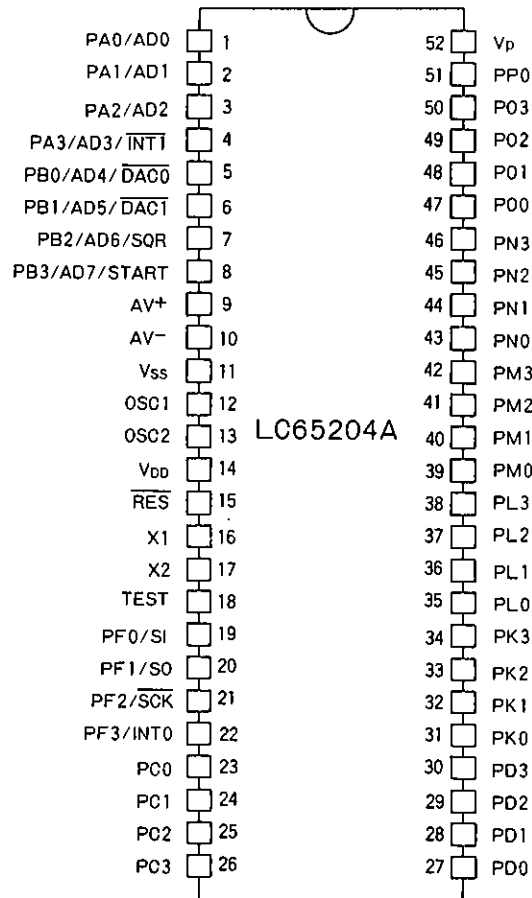 PA0/AD0 1 52 Vp
PA1/AD1 2 51 PP0
PA2/AD2 3 50 PO3
PA3/AD3/INT1 4 49 PO2
PB0/AD4/DAC0 5 48 PO1
PB1/AD5/DAC1 6 47 PO0
PB2/AD6/SQR 7 46 PN3
PB3/AD7/START 8 45 PN2
AV+ 9 44 PN1
AV− 10 43 PN0
VSS 11 42 PM3
OSC1 12 41 PM2
OSC2 13 LC65204A 40 PM1
VDD 14 39 PM0
RES 15 38 PL3
X1 16 37 PL2
X2 17 36 PL1
TEST 18 35 PL0
PF0/SI 19 34 PK3
PF1/SO 20 33 PK2
PF2/SCK 21 32 PK1
PF3/INT0 22 31 PK0
PC0 23 30 PD3
PC1 24 29 PD2
PC2 25 28 PD1
PC3 26 27 PD0